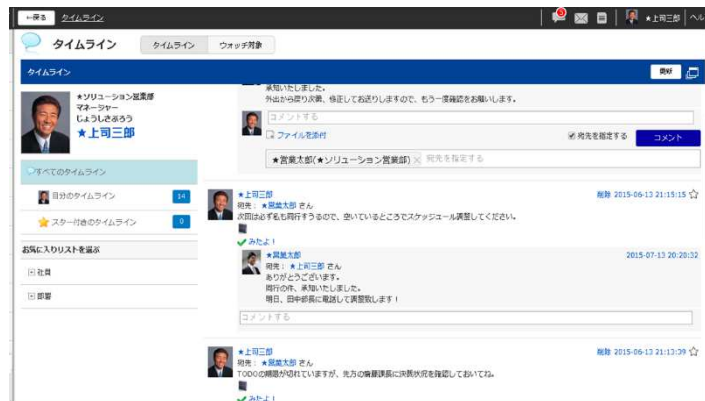 ←戻る タイムライン
3 ★上司三郎 ヘル
タイムライン タイムライン ウォッチ対象
タイムライン 更新
★ソリューション営業部
マネージャー
じょうしさぶろう
★上司三郎
すべてのタイムライン
自分のタイムライン 14
スター付きのタイムライン 0
お気に入りリストを選ぶ
社員
部署
承知いたしました。
外出から戻り次第、修正してお送りしますので、もう一度確認をお願いします。
コメントする
ファイルを添付 宛先を指定する コメント
★営業太郎(★ソリューション営業部) × 宛先を指定する
★上司三郎 削除 2015-06-13 21:15:15
宛先： ★営業太郎 さん
次回は必ず私も同行するうので、空いているところでスケジュール調整してください。
みたよ！
★営業太郎 2015-07-13 20:20:32
宛先： ★上司三郎 さん
ありがとうございます。
同行の件、承知いたしました。
明日、田中部長に電話して調整致します！
コメントする
★上司三郎 削除 2015-06-13 21:13:39
宛先： ★営業太郎 さん
TODOの期限が切れていますが、先方の齋藤課長に決裁状況を確認しておいてね。
みたよ！